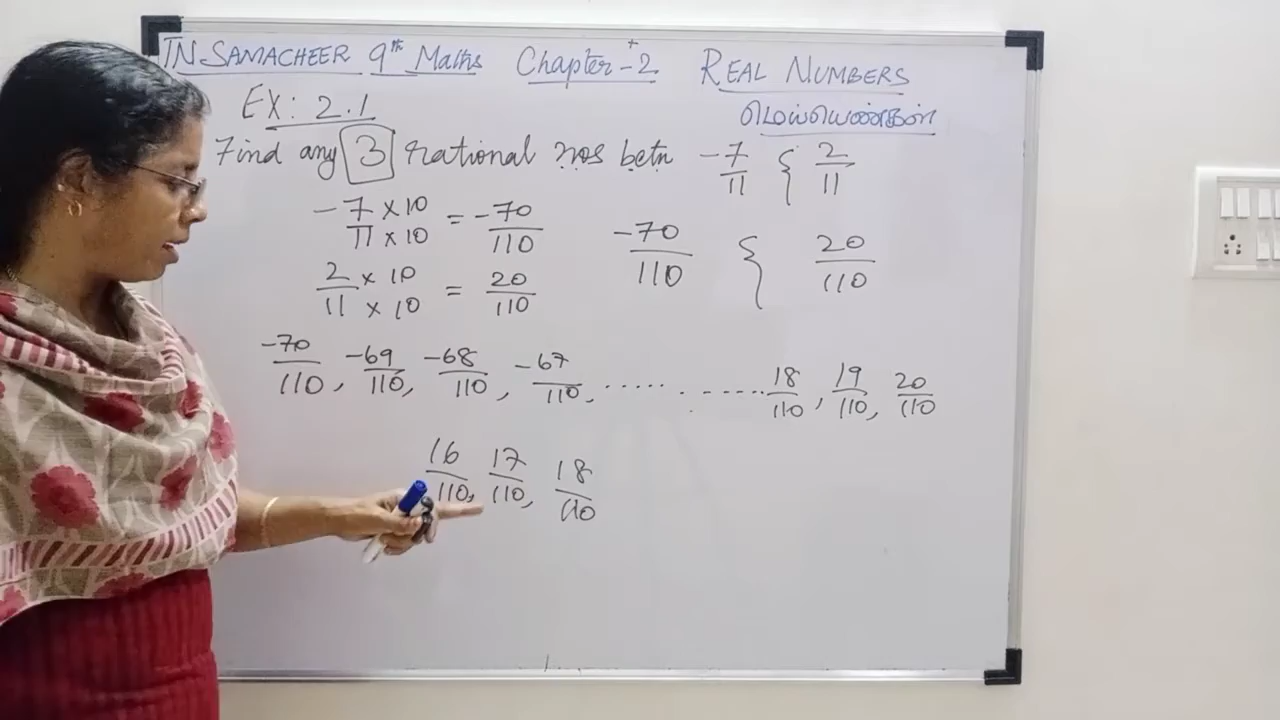 TN SAMACHEER 9th Maths Chapter-2 REAL NUMBERS
மெய்யெண்கள்
EX: 2.1
Find any 3 rational nos betn -7/11 & 2/11
-7/11 x 10/10 = -70/110
-70/110 & 20/110
2/11 x 10/10 = 20/110
-70/110, -69/110, -68/110, -67/110, ..... ...... 18/110, 19/110, 20/110
16/110, 17/110, 18/110